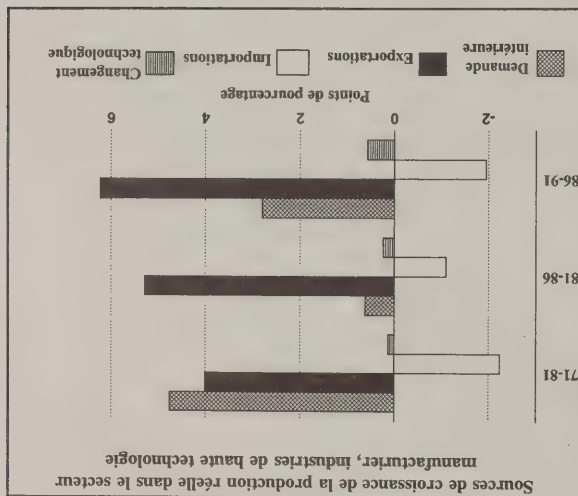 Sources de croissance de la production réelle dans le secteur
manufacturier, industries de haute technologie
71-81
81-86
86-91
-2 0 2 4 6
Points de pourcentage
Demande intérieure
Exportations
Importations
Changement technologique